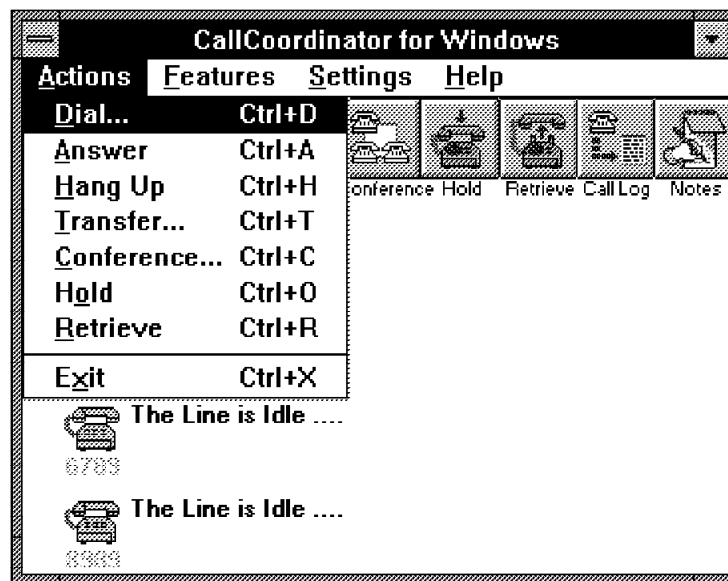 CallCoordinator for Windows
Actions Features Settings Help
Dial... Ctrl+D
Answer Ctrl+A
Hang Up Ctrl+H
Transfer... Ctrl+T
Conference... Ctrl+C
Hold Ctrl+O
Retrieve Ctrl+R
Exit Ctrl+X
onference Hold Retrieve Call Log Notes
The Line is Idle ....
The Line is Idle ....